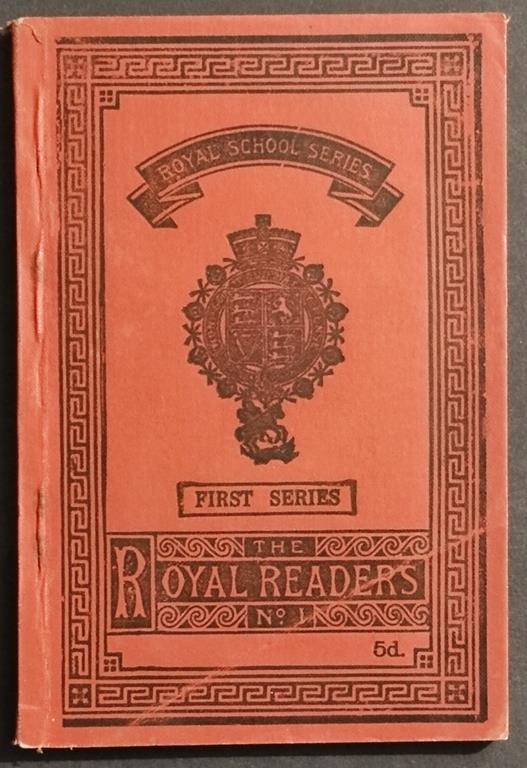 ROYAL SCHOOL SERIES
FIRST SERIES
THE
ROYAL READERS
No 1.
5d.